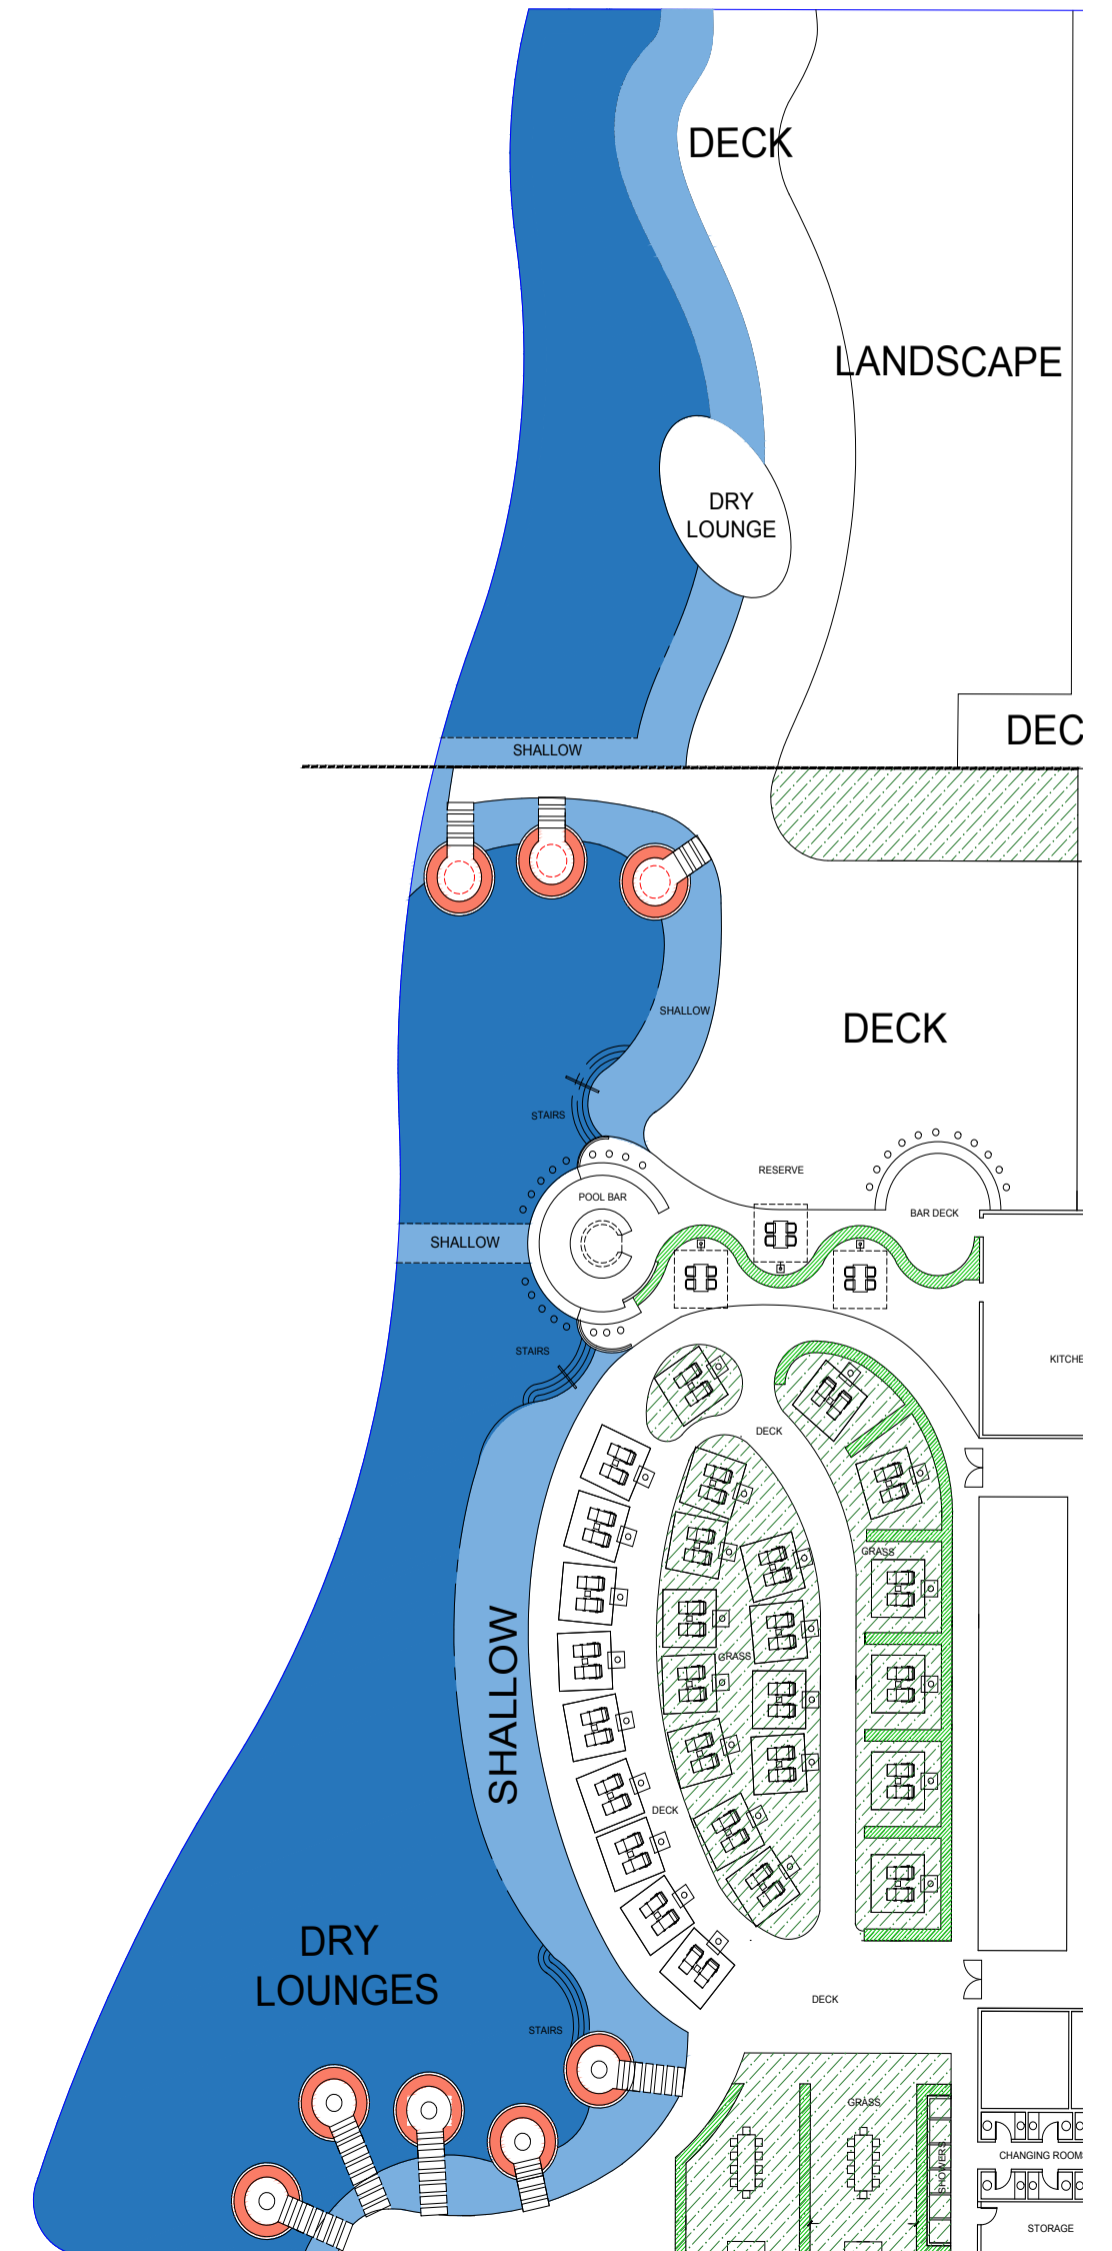 DECK
LANDSCAPE
DRY
LOUNGE
DEC
SHALLOW
SHALLOW
DECK
STAIRS
RESERVE
POOL BAR
BAR DECK
SHALLOW
STAIRS
KITCHE
DECK
GRASS
SHALLOW
GRASS
DECK
DRY
LOUNGES
DECK
STAIRS
GRASS
SHOWERS
CHANGING ROOM
STORAGE